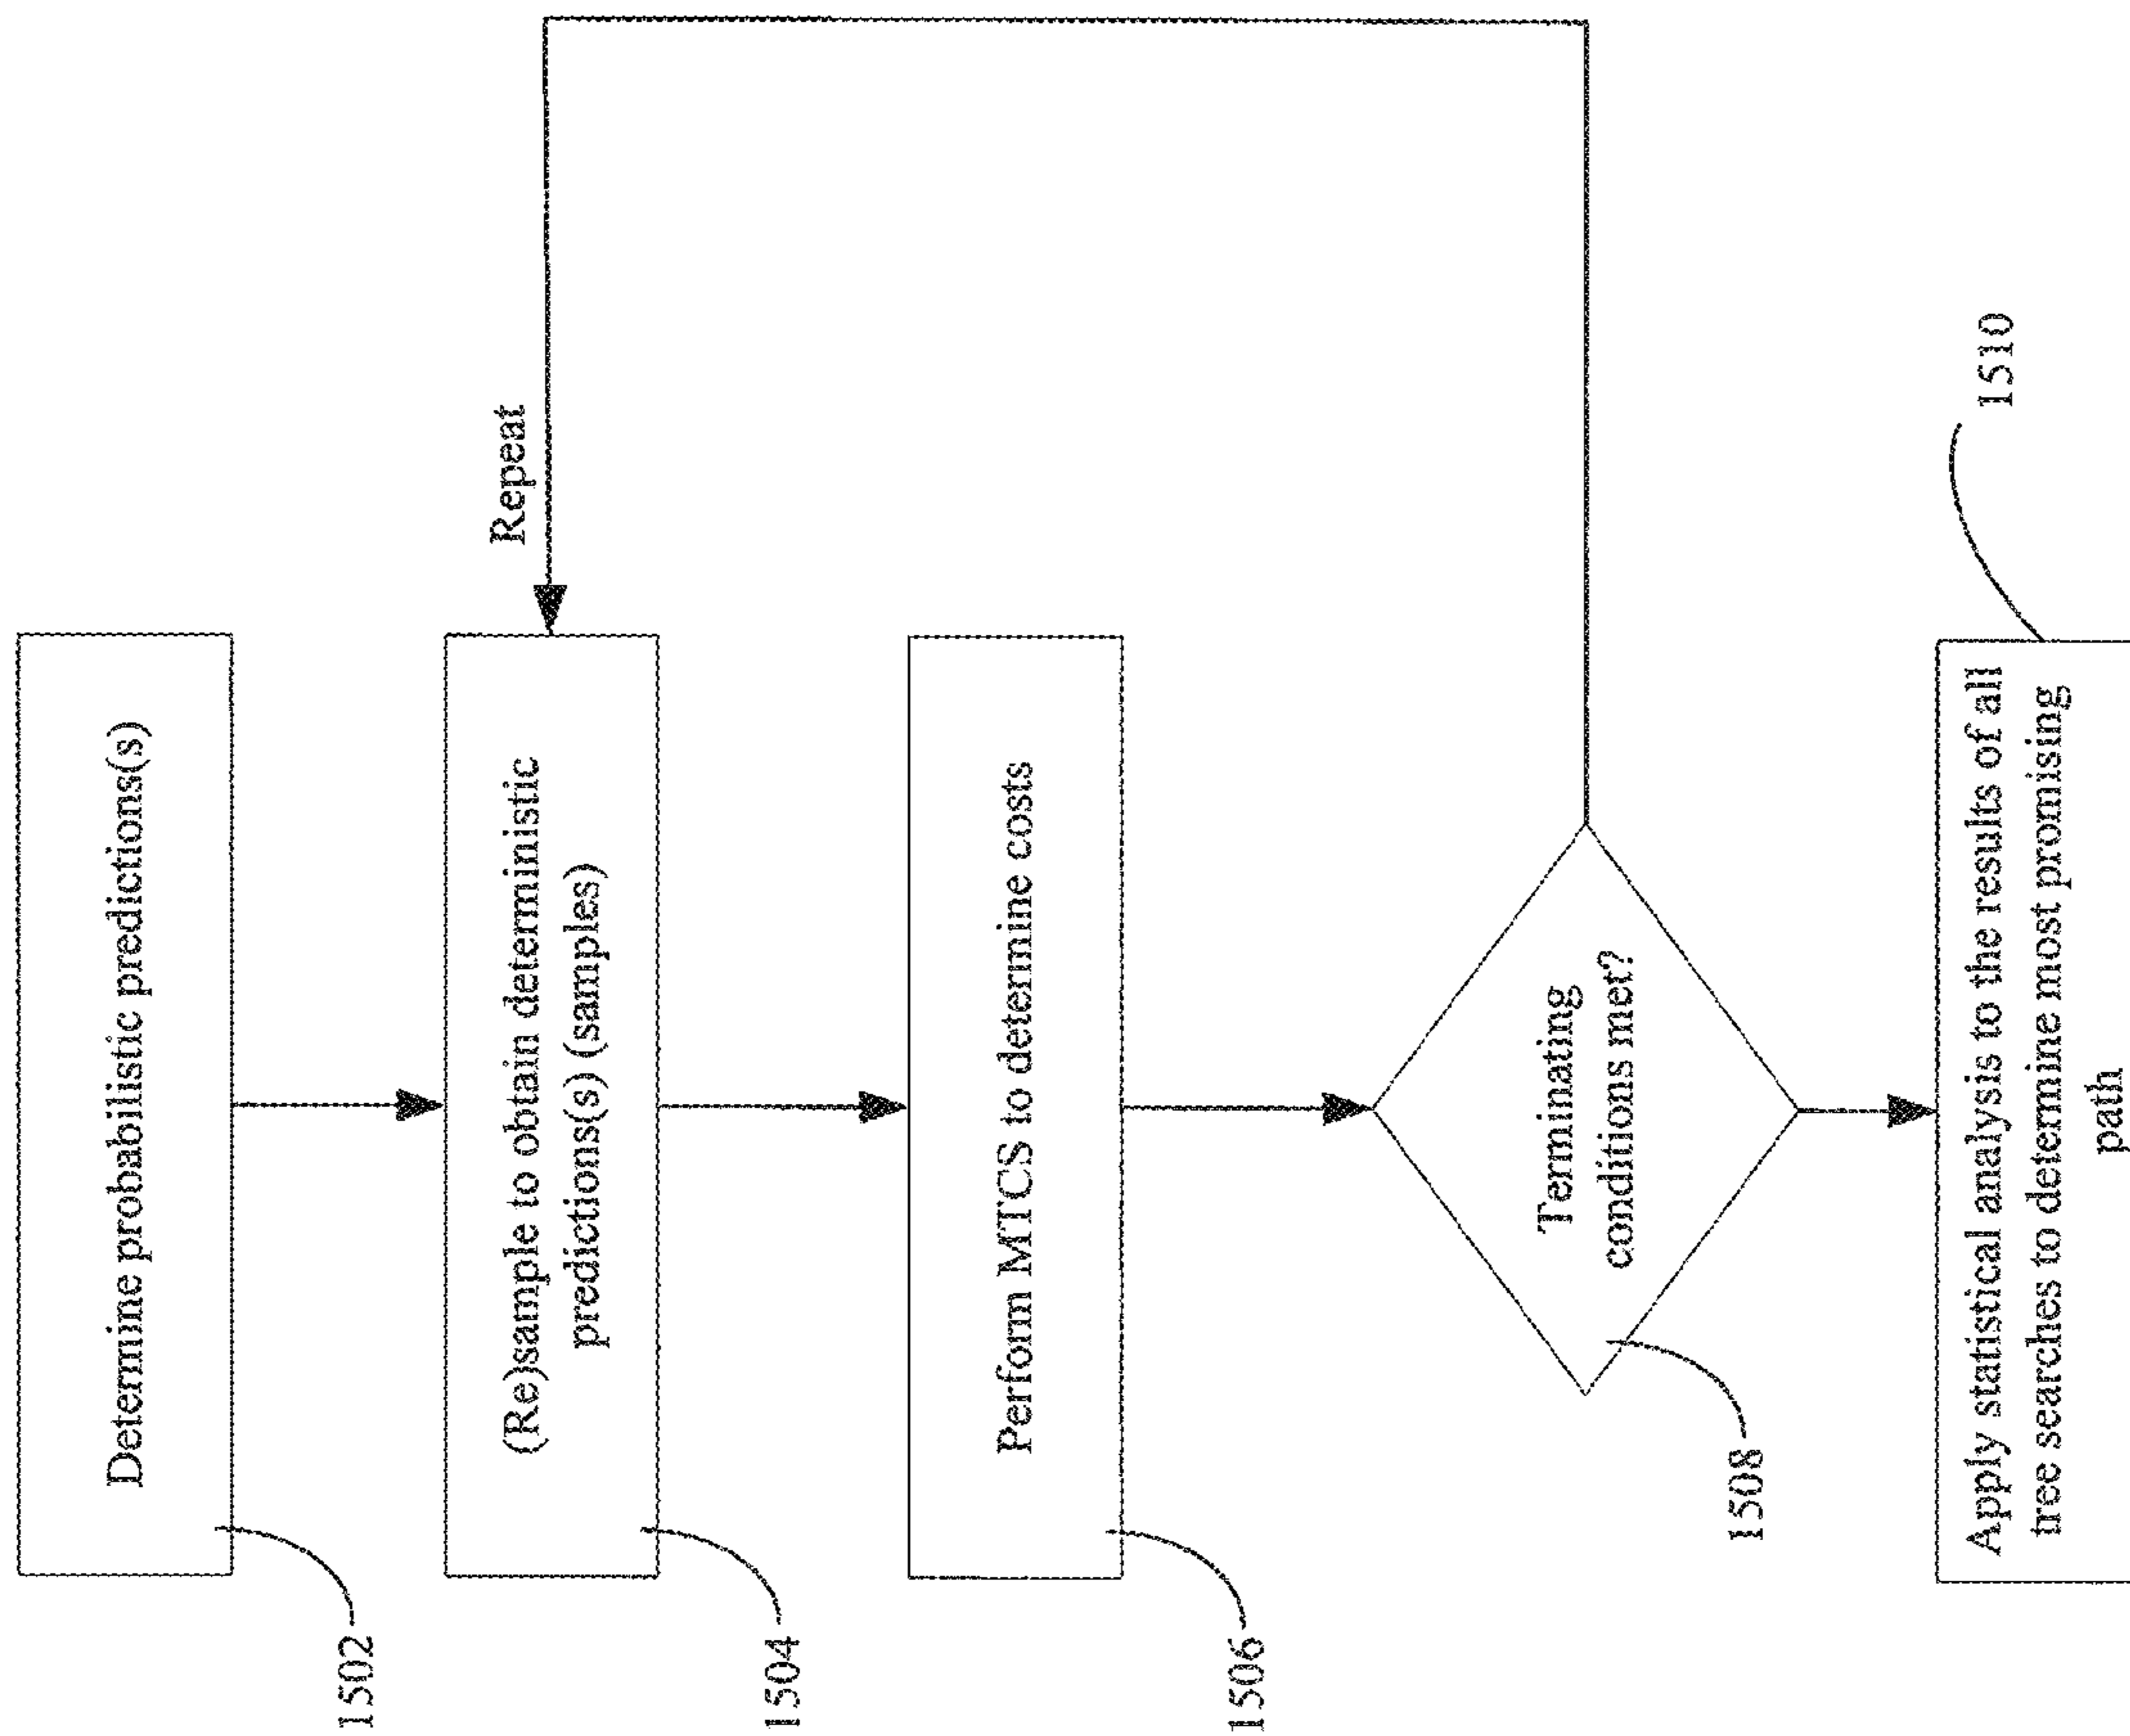 Determine probabilistic predictions(s)
1502
Repeat
(Re)sample to obtain deterministic
predictions(s) (samples)
1504
Perform MTCS to determine costs
1506
Terminating
conditions met?
1508
1510
Apply statistical analysis to the results of all
tree searches to determine most promising
path